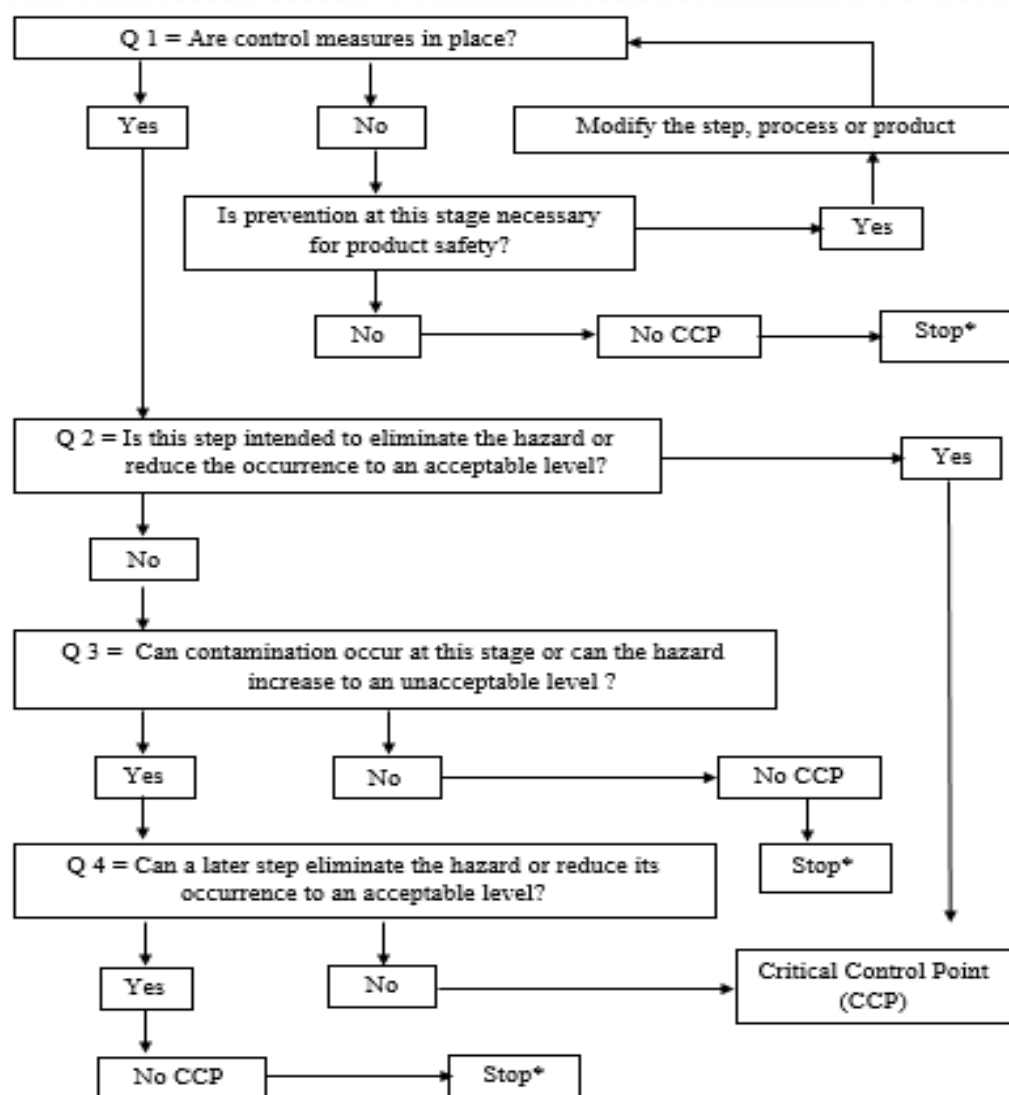 Q 1 = Are control measures in place?
Yes
No
Modify the step, process or product
Is prevention at this stage necessary
for product safety?
Yes
No
No CCP
Stop*
Q 2 = Is this step intended to eliminate the hazard or
reduce the occurrence to an acceptable level?
Yes
No
Q 3 = Can contamination occur at this stage or can the hazard
increase to an unacceptable level ?
Yes
No
No CCP
Stop*
Q 4 = Can a later step eliminate the hazard or reduce its
occurrence to an acceptable level?
Yes
No
Critical Control Point
(CCP)
No CCP
Stop*